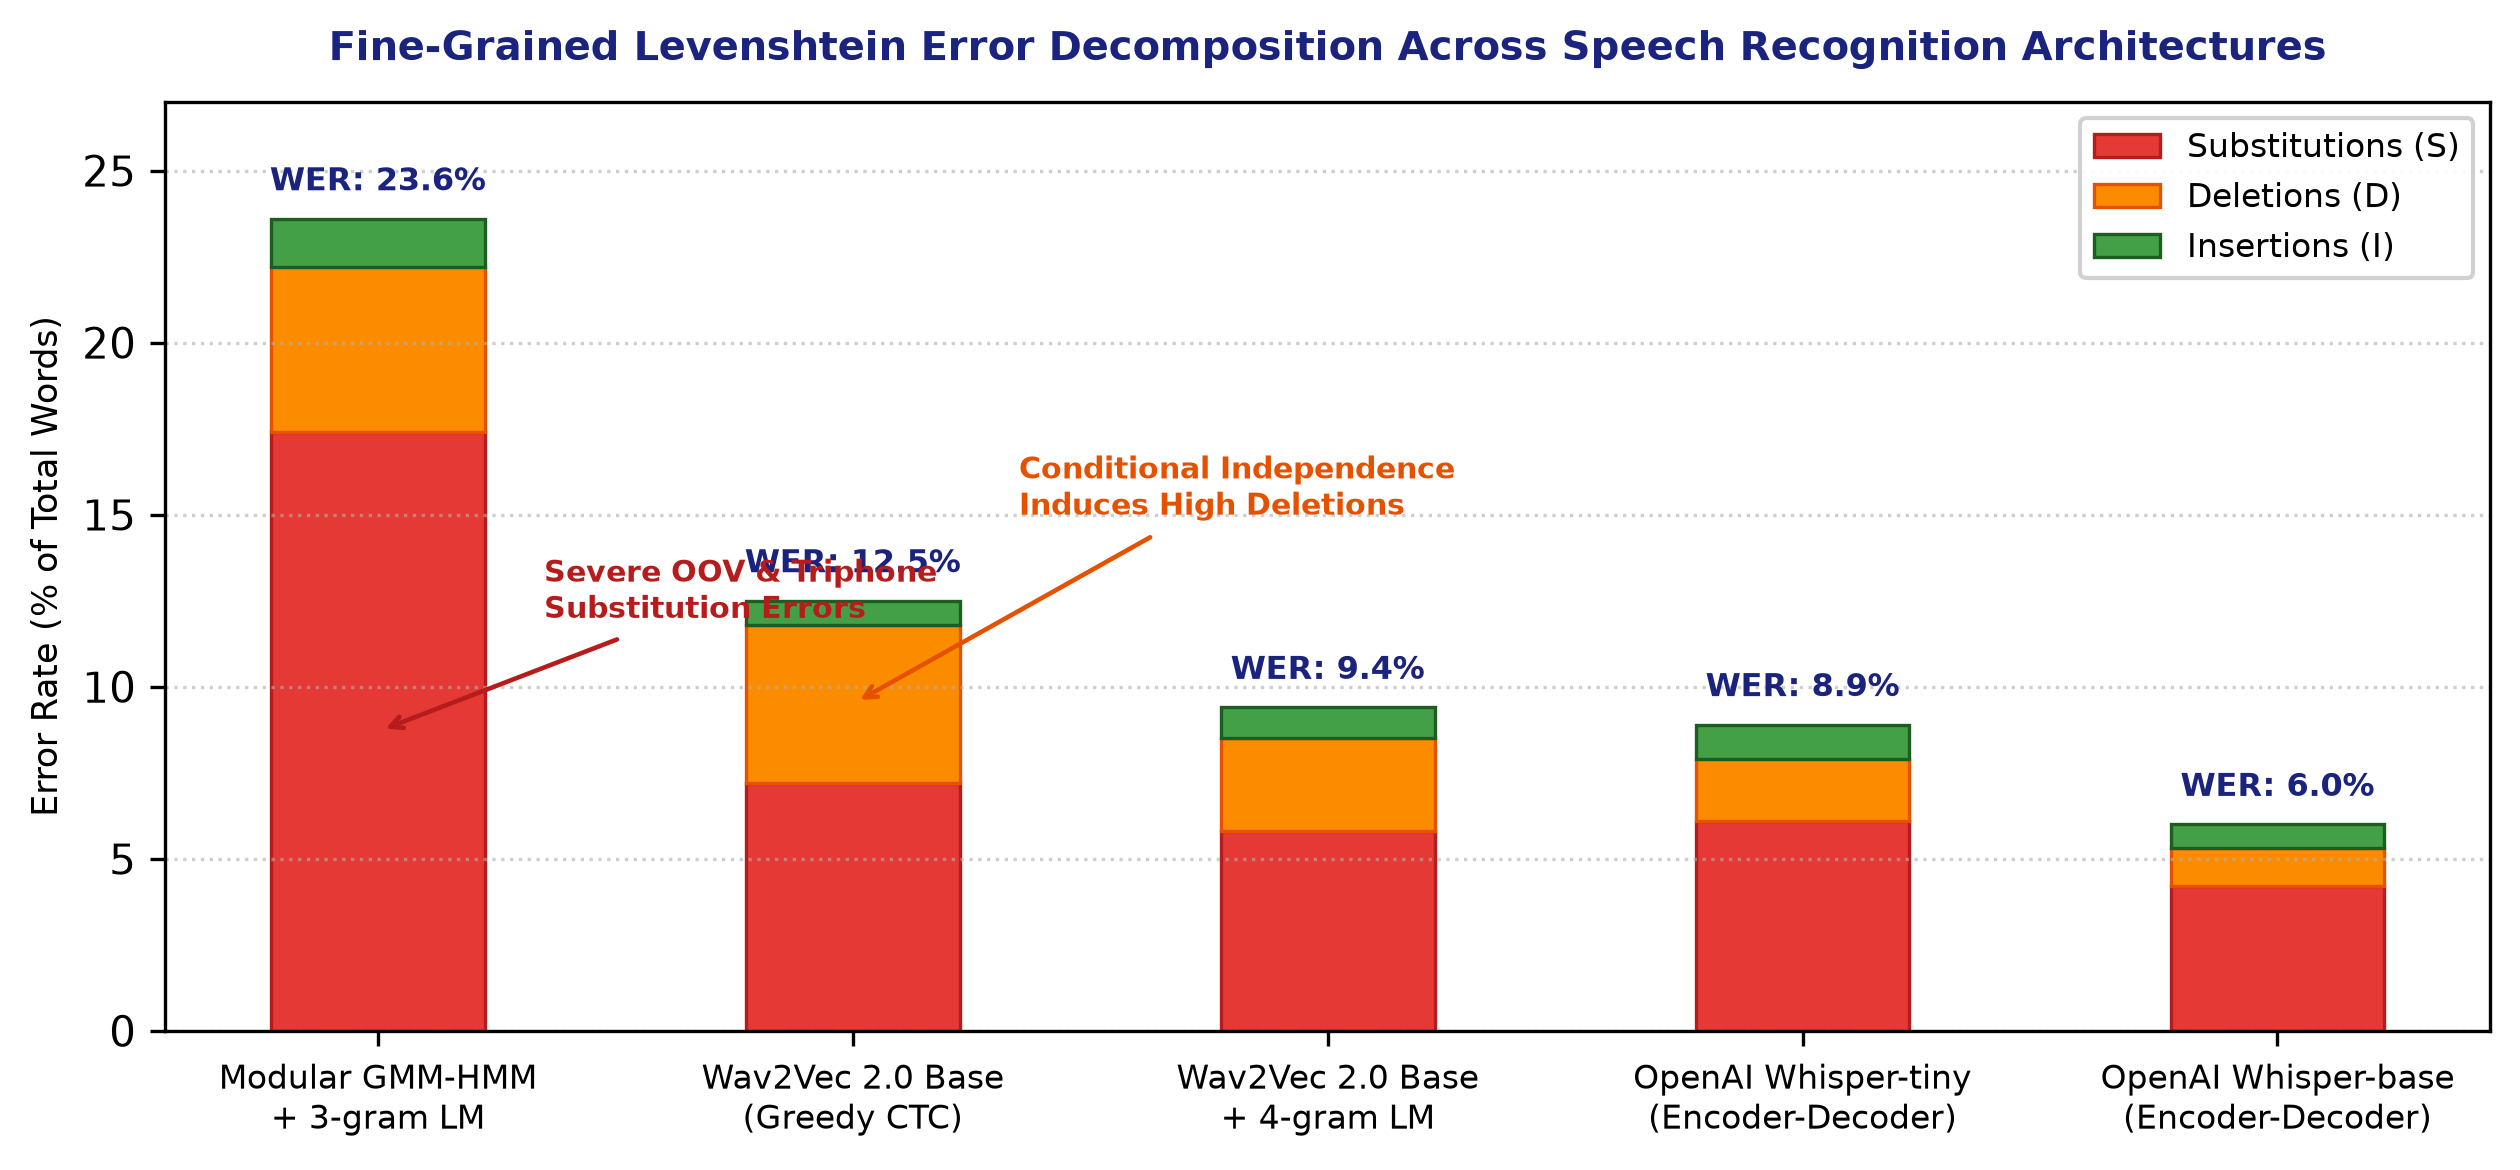 Fine-Grained Levenshtein Error Decomposition Across Speech Recognition Architectures
Error Rate (% of Total Words)
25
20
15
10
5
0
Substitutions (S)
Deletions (D)
Insertions (I)
WER: 23.6%
WER: 12.5%
WER: 9.4%
WER: 8.9%
WER: 6.0%
Conditional Independence
Induces High Deletions
Severe OOV & Triphone
Substitution Errors
Modular GMM-HMM
+ 3-gram LM
Wav2Vec 2.0 Base
(Greedy CTC)
Wav2Vec 2.0 Base
+ 4-gram LM
OpenAI Whisper-tiny
(Encoder-Decoder)
OpenAI Whisper-base
(Encoder-Decoder)